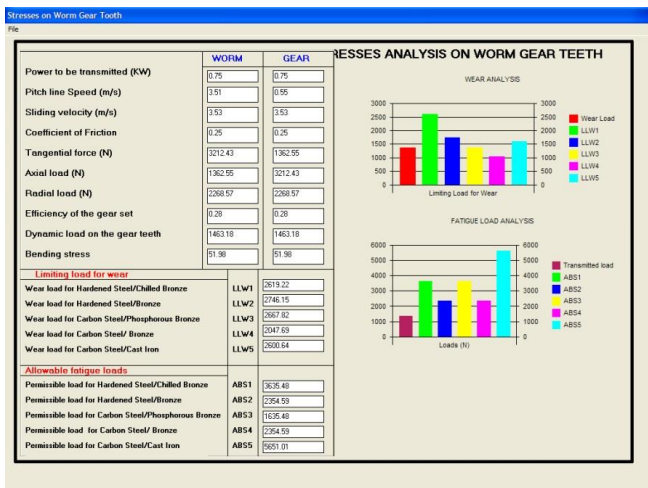 Stresses on Worm Gear Tooth
File
RESSES ANALYSIS ON WORM GEAR TEETH
WORM GEAR
Power to be transmitted (KW) 0.75 0.75
Pitch line Speed (m/s) 3.51 0.55
Sliding velocity (m/s) 3.53 3.53
Coefficient of Friction 0.25 0.25
Tangential force (N) 3212.43 1362.55
Axial load (N) 1362.55 3212.43
Radial load (N) 2268.57 2268.57
Efficiency of the gear set 0.28 0.28
Dynamic load on the gear teeth 1463.18 1463.18
Bending stress 51.98 51.98
Limiting load for wear
Wear load for Hardened Steel/Chilled Bronze LLW1 2619.22
Wear load for Hardened Steel/Bronze LLW2 2746.15
Wear load for Carbon Steel/Phosphorous Bronze LLW3 2667.82
Wear load for Carbon Steel/ Bronze LLW4 2047.69
Wear load for Carbon Steel/Cast Iron LLW5 2600.64
Allowable fatigue loads
Permissible load for Hardened Steel/Chilled Bronze ABS1 3635.48
Permissible load for Hardened Steel/Bronze ABS2 2354.59
Permissible load for Carbon Steel/Phosphorous Bronze ABS3 1635.48
Permissible load for Carbon Steel/ Bronze ABS4 2354.59
Permissible load for Carbon Steel/Cast Iron ABS5 5651.01
WEAR ANALYSIS
3000 3000
2500 2500
2000 2000
1500 1500
1000 1000
500 500
0 0
Limiting Load for Wear
Wear Load
LLW1
LLW2
LLW3
LLW4
LLW5
FATIGUE LOAD ANALYSIS
6000 6000
5000 5000
4000 4000
3000 3000
2000 2000
1000 1000
0 0
Loads (N)
Transmitted load
ABS1
ABS2
ABS3
ABS4
ABS5